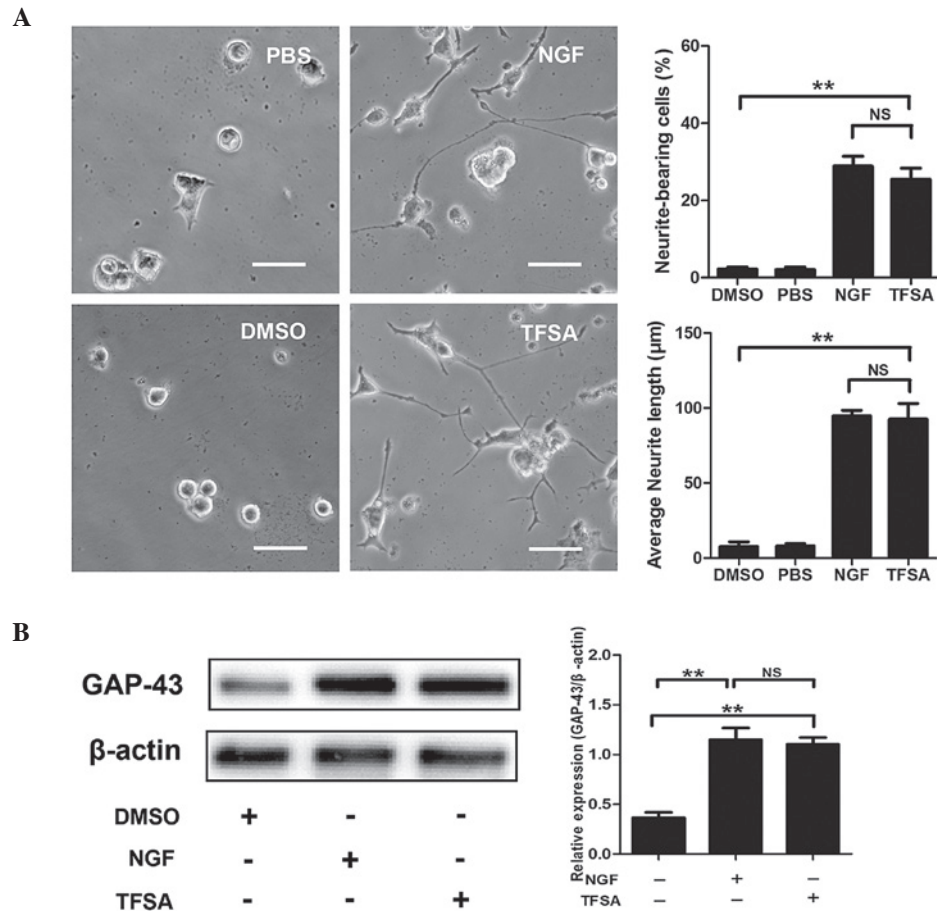 A
PBS
NGF
DMSO
TFSA
Neurite-bearing cells (%)
60
40
20
0
**
NS
DMSO PBS NGF TFSA
Average Neurite length (μm)
150
100
50
0
**
NS
DMSO PBS NGF TFSA
B
GAP-43
β-actin
DMSO + - -
NGF - + -
TFSA - - +
Relative expression (GAP-43/β -actin)
2.0
1.5
1.0
0.5
0.0
** NS
**
NGF − + −
TFSA − − +